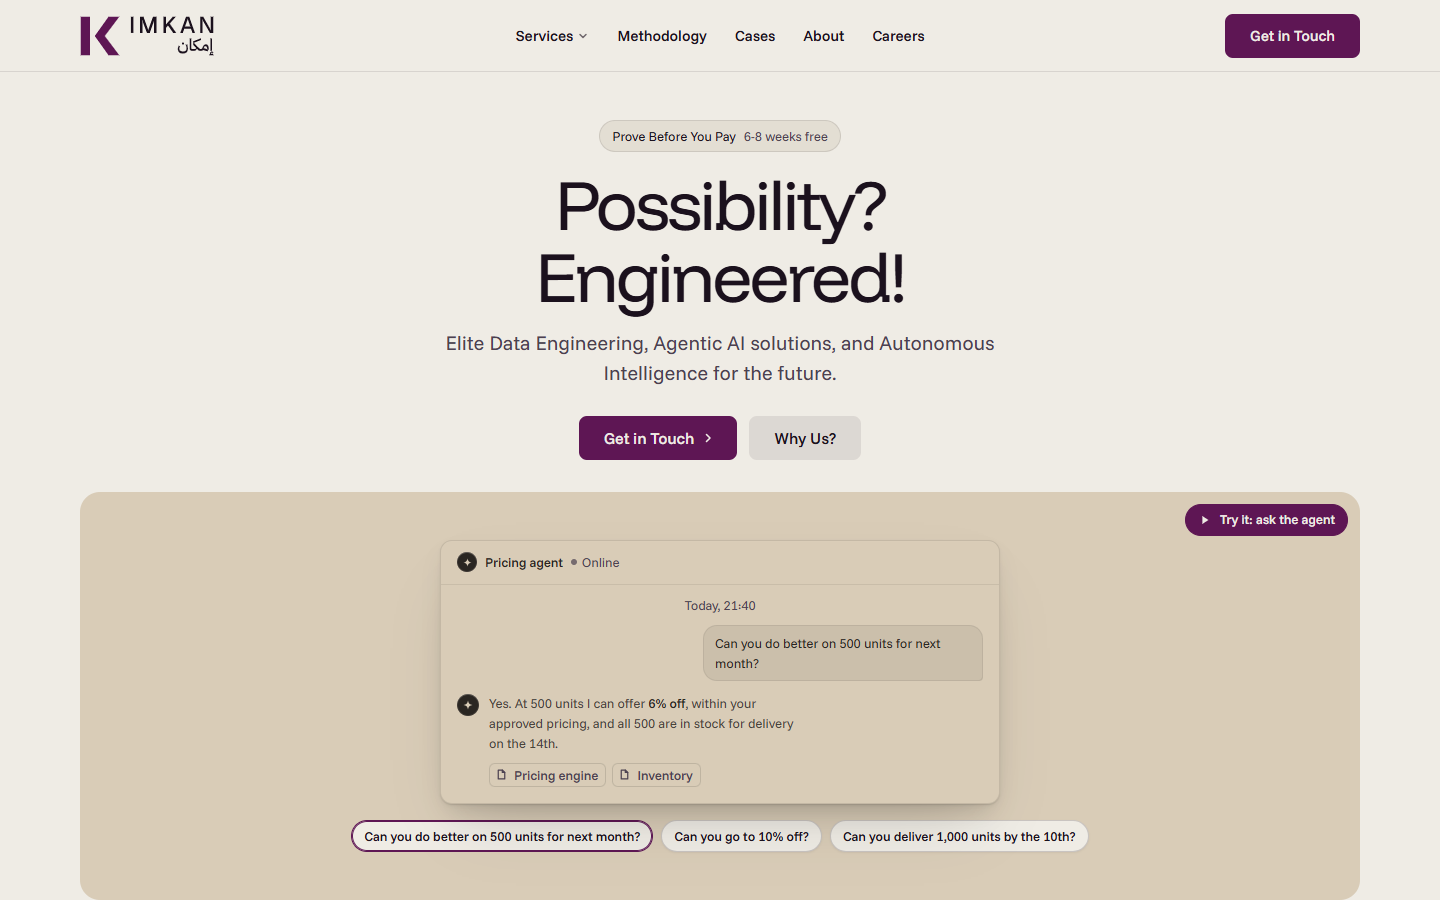 IMKAN
إمكان
Services
Methodology
Cases
About
Careers
Get in Touch
Prove Before You Pay 6-8 weeks free
Possibility?
Engineered!
Elite Data Engineering, Agentic AI solutions, and Autonomous
Intelligence for the future.
Get in Touch
Why Us?
Try it: ask the agent
Pricing agent Online
Today, 21:40
Can you do better on 500 units for next
month?
Yes. At 500 units I can offer 6% off, within your
approved pricing, and all 500 are in stock for delivery
on the 14th.
Pricing engine
Inventory
Can you do better on 500 units for next month?
Can you go to 10% off?
Can you deliver 1,000 units by the 10th?